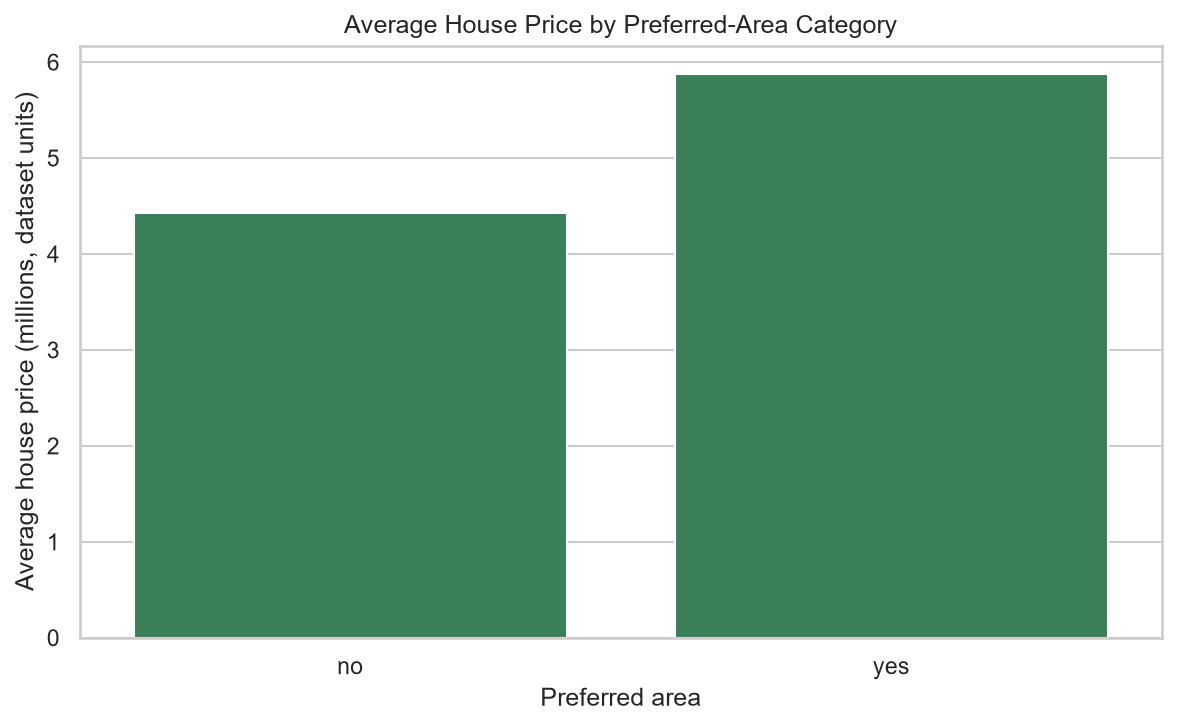 Average House Price by Preferred-Area Category
Average house price (millions, dataset units)
6
5
4
3
2
1
0
no yes
Preferred area